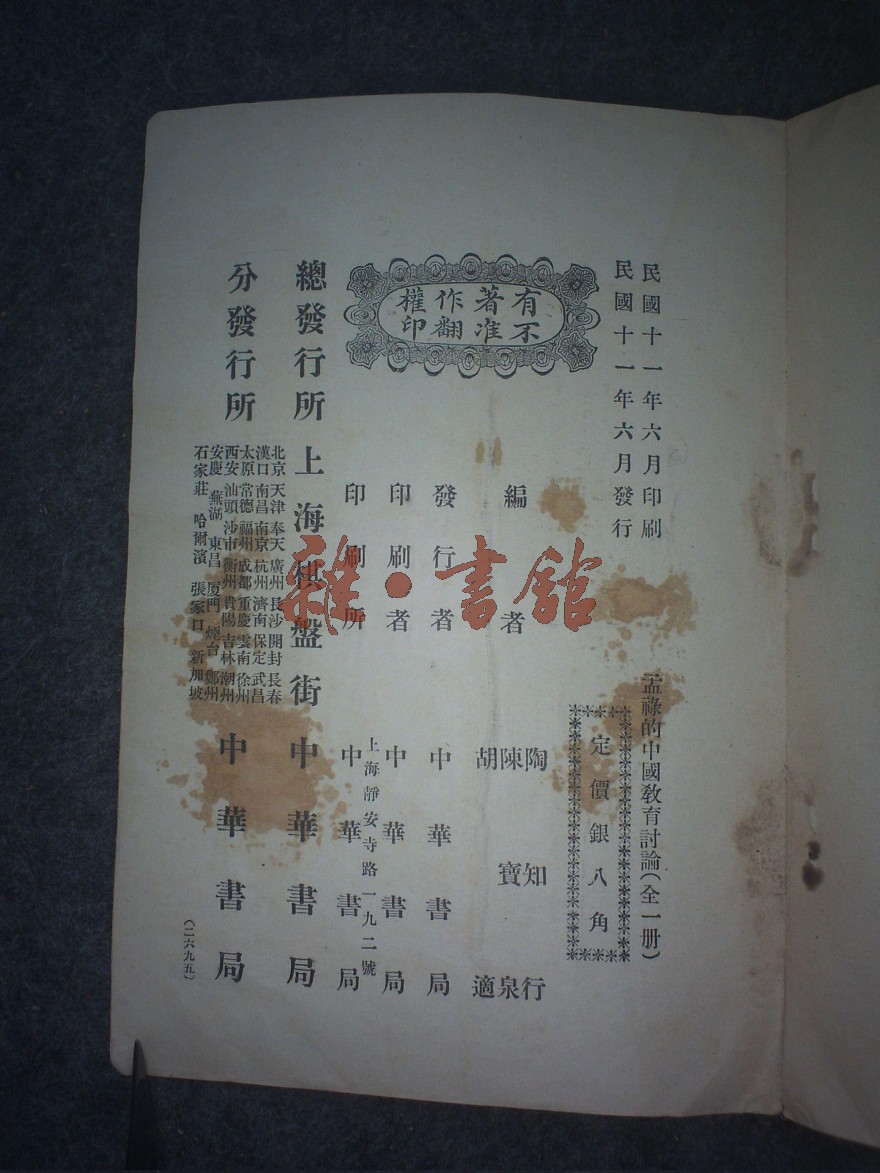 民國十一年六月印刷
民國十一年六月發行
孟祿的中國教育討論(全一册)
定價銀八角
有著作權
不准翻印
編者
陶知行
陳寶泉
胡適
發行者 中華書局
印刷者 中華書局
印刷所 中華書局
上海靜安寺路一九二號
總發行所 上海棋盤街 中華書局
分發行所
北京 天津 奉天 廣州 長沙 開封 長春
漢口 南昌 南京 杭州 濟南 保定 武昌
太原 常德 福州 成都 重慶 雲南 徐州
西安 汕頭 沙市 衡州 貴陽 吉林 潮州
安慶 蕪湖 東昌 厦門 煙台 鄭州
石家莊 哈爾濱 張家口 新加坡
中華書局
(二六九五)
雜·書館